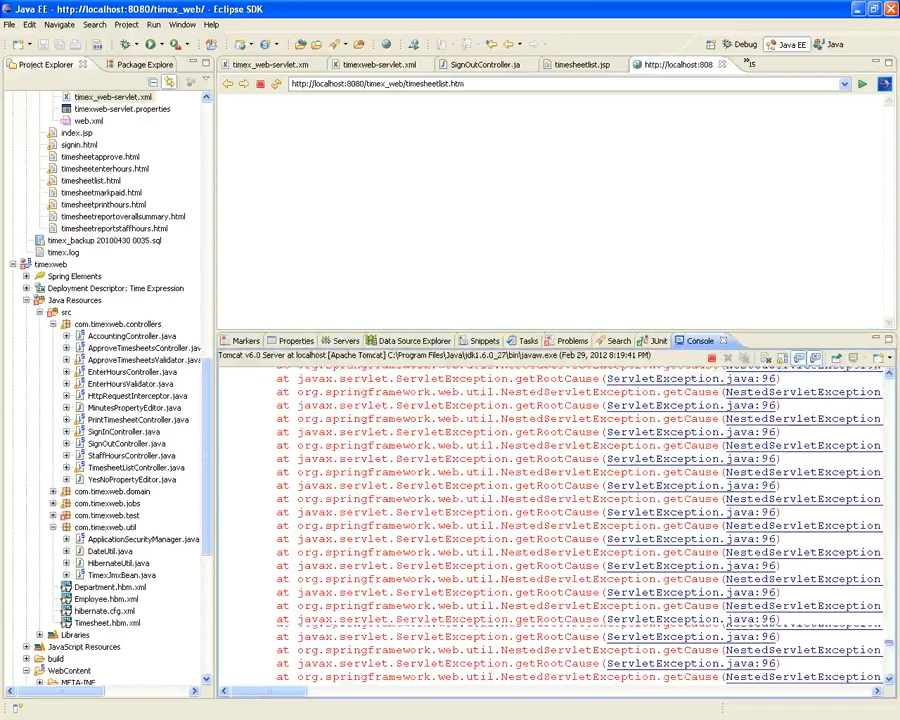 Java EE - http://localhost:8080/timex_web/ - Eclipse SDK
File Edit Navigate Search Project Run Window Help
Debug Java EE Java
Project Explorer Package Explorer
timex_web-servlet.xm timexweb-servlet.xml SignOutController.ja timesheetlist.jsp http://localhost:808 »15
http://localhost:8080/timex_web/timesheetlist.htm
timex_web-servlet.xml
timexweb-servlet.properties
web.xml
index.jsp
signin.html
timesheetapprove.html
timesheetenterhours.html
timesheetlist.html
timesheetmarkpaid.html
timesheetprinthours.html
timesheetreportoverallsummary.html
timesheetreportstaffhours.html
timex_backup 20100430 0035.sql
timex.log
timexweb
Spring Elements
Deployment Descriptor: Time Expression
Java Resources
src
com.timexweb.controllers
AccountingController.java
ApproveTimesheetsController.java
ApproveTimesheetsValidator.java
EnterHoursController.java
EnterHoursValidator.java
HttpRequestInterceptor.java
MinutesPropertyEditor.java
PrintTimesheetController.java
SignInController.java
SignOutController.java
StaffHoursController.java
TimesheetListController.java
YesNoPropertyEditor.java
com.timexweb.domain
com.timexweb.jobs
com.timexweb.test
com.timexweb.util
ApplicationSecurityManager.java
DateUtil.java
HibernateUtil.java
TimexJmxBean.java
Department.hbm.xml
Employee.hbm.xml
hibernate.cfg.xml
Timesheet.hbm.xml
Libraries
JavaScript Resources
build
WebContent
META-INF
Markers Properties Servers Data Source Explorer Snippets Tasks Problems Search JUnit Console
Tomcat v6.0 Server at localhost [Apache Tomcat] C:\Program Files\Java\jdk1.6.0_27\bin\javaw.exe (Feb 29, 2012 8:19:41 PM)
at javax.servlet.ServletException.getRootCause(ServletException.java:96)
at org.springframework.web.util.NestedServletException.getCause(NestedServletException
at javax.servlet.ServletException.getRootCause(ServletException.java:96)
at org.springframework.web.util.NestedServletException.getCause(NestedServletException
at javax.servlet.ServletException.getRootCause(ServletException.java:96)
at org.springframework.web.util.NestedServletException.getCause(NestedServletException
at javax.servlet.ServletException.getRootCause(ServletException.java:96)
at org.springframework.web.util.NestedServletException.getCause(NestedServletException
at javax.servlet.ServletException.getRootCause(ServletException.java:96)
at org.springframework.web.util.NestedServletException.getCause(NestedServletException
at javax.servlet.ServletException.getRootCause(ServletException.java:96)
at org.springframework.web.util.NestedServletException.getCause(NestedServletException
at javax.servlet.ServletException.getRootCause(ServletException.java:96)
at org.springframework.web.util.NestedServletException.getCause(NestedServletException
at javax.servlet.ServletException.getRootCause(ServletException.java:96)
at org.springframework.web.util.NestedServletException.getCause(NestedServletException
at javax.servlet.ServletException.getRootCause(ServletException.java:96)
at org.springframework.web.util.NestedServletException.getCause(NestedServletException
at javax.servlet.ServletException.getRootCause(ServletException.java:96)
at javax.servlet.ServletException.getRootCause(ServletException.java:96)
at org.springframework.web.util.NestedServletException.getCause(NestedServletException
at javax.servlet.ServletException.getRootCause(ServletException.java:96)
at org.springframework.web.util.NestedServletException.getCause(NestedServletException